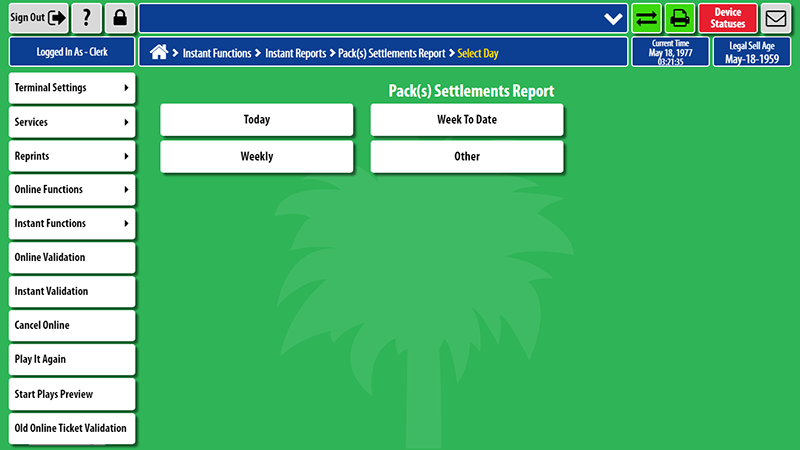 Sign Out
?
Device
Statuses
Logged In As - Clerk
Instant Functions > Instant Reports > Pack(s) Settlements Report > Select Day
Current Time
May 18, 1977
03:21:35
Legal Sell Age
May-18-1959
Terminal Settings
Services
Reprints
Online Functions
Instant Functions
Online Validation
Instant Validation
Cancel Online
Play It Again
Start Plays Preview
Old Online Ticket Validation
Pack(s) Settlements Report
Today
Week To Date
Weekly
Other